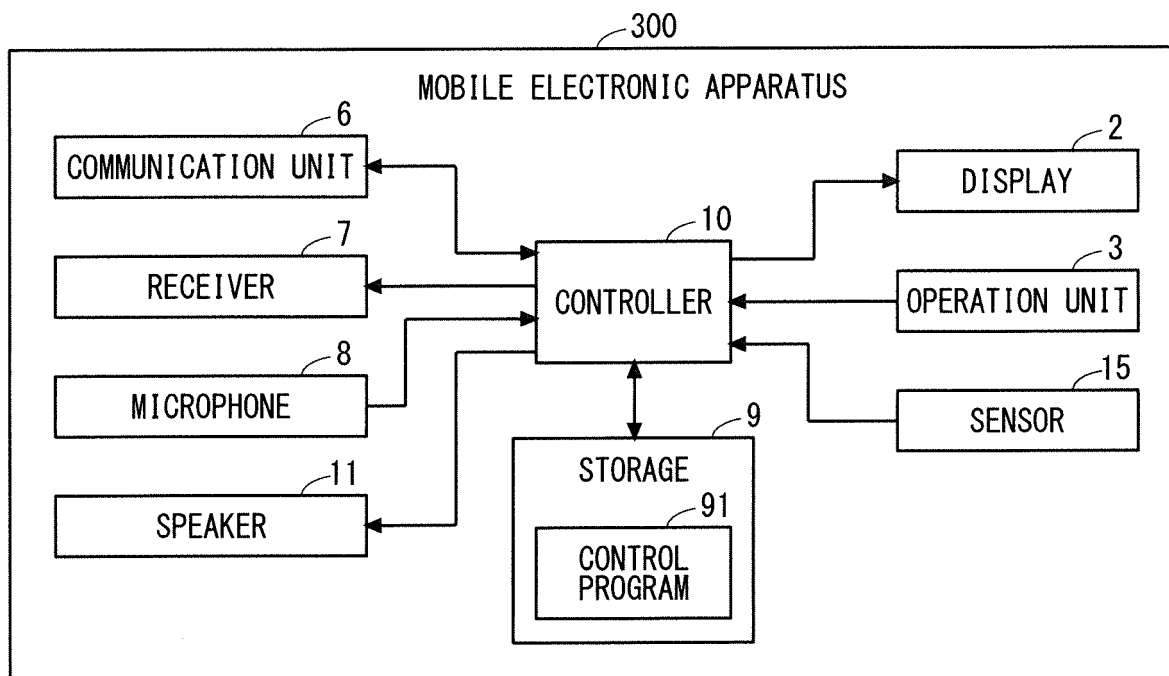 300
MOBILE ELECTRONIC APPARATUS
6
COMMUNICATION UNIT
7
RECEIVER
8
MICROPHONE
11
SPEAKER
10
CONTROLLER
9
STORAGE
91
CONTROL
PROGRAM
2
DISPLAY
3
OPERATION UNIT
15
SENSOR